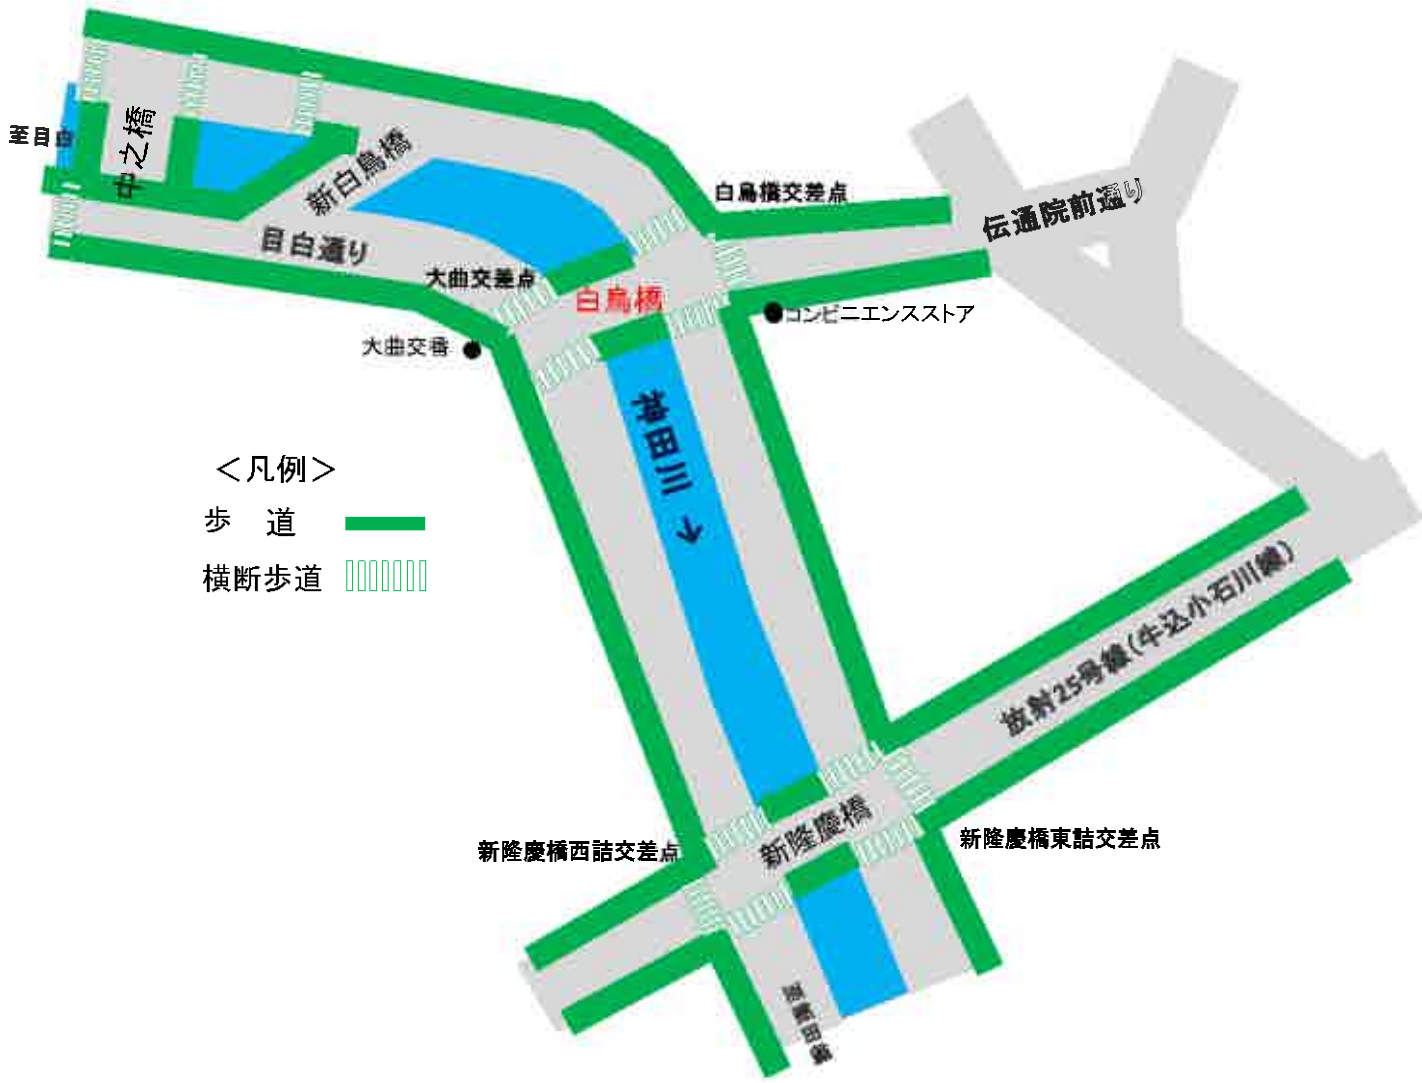 至目白
中之橋
新白鳥橋
白鳥橋交差点
伝通院前通り
目白通り
大曲交差点
白鳥橋
コンビニエンスストア
大曲交番
神田川
→
＜凡例＞
歩　道
横断歩道
放射25号線(牛込小石川線)
新隆慶橋
新隆慶橋西詰交差点
新隆慶橋東詰交差点
至飯田橋